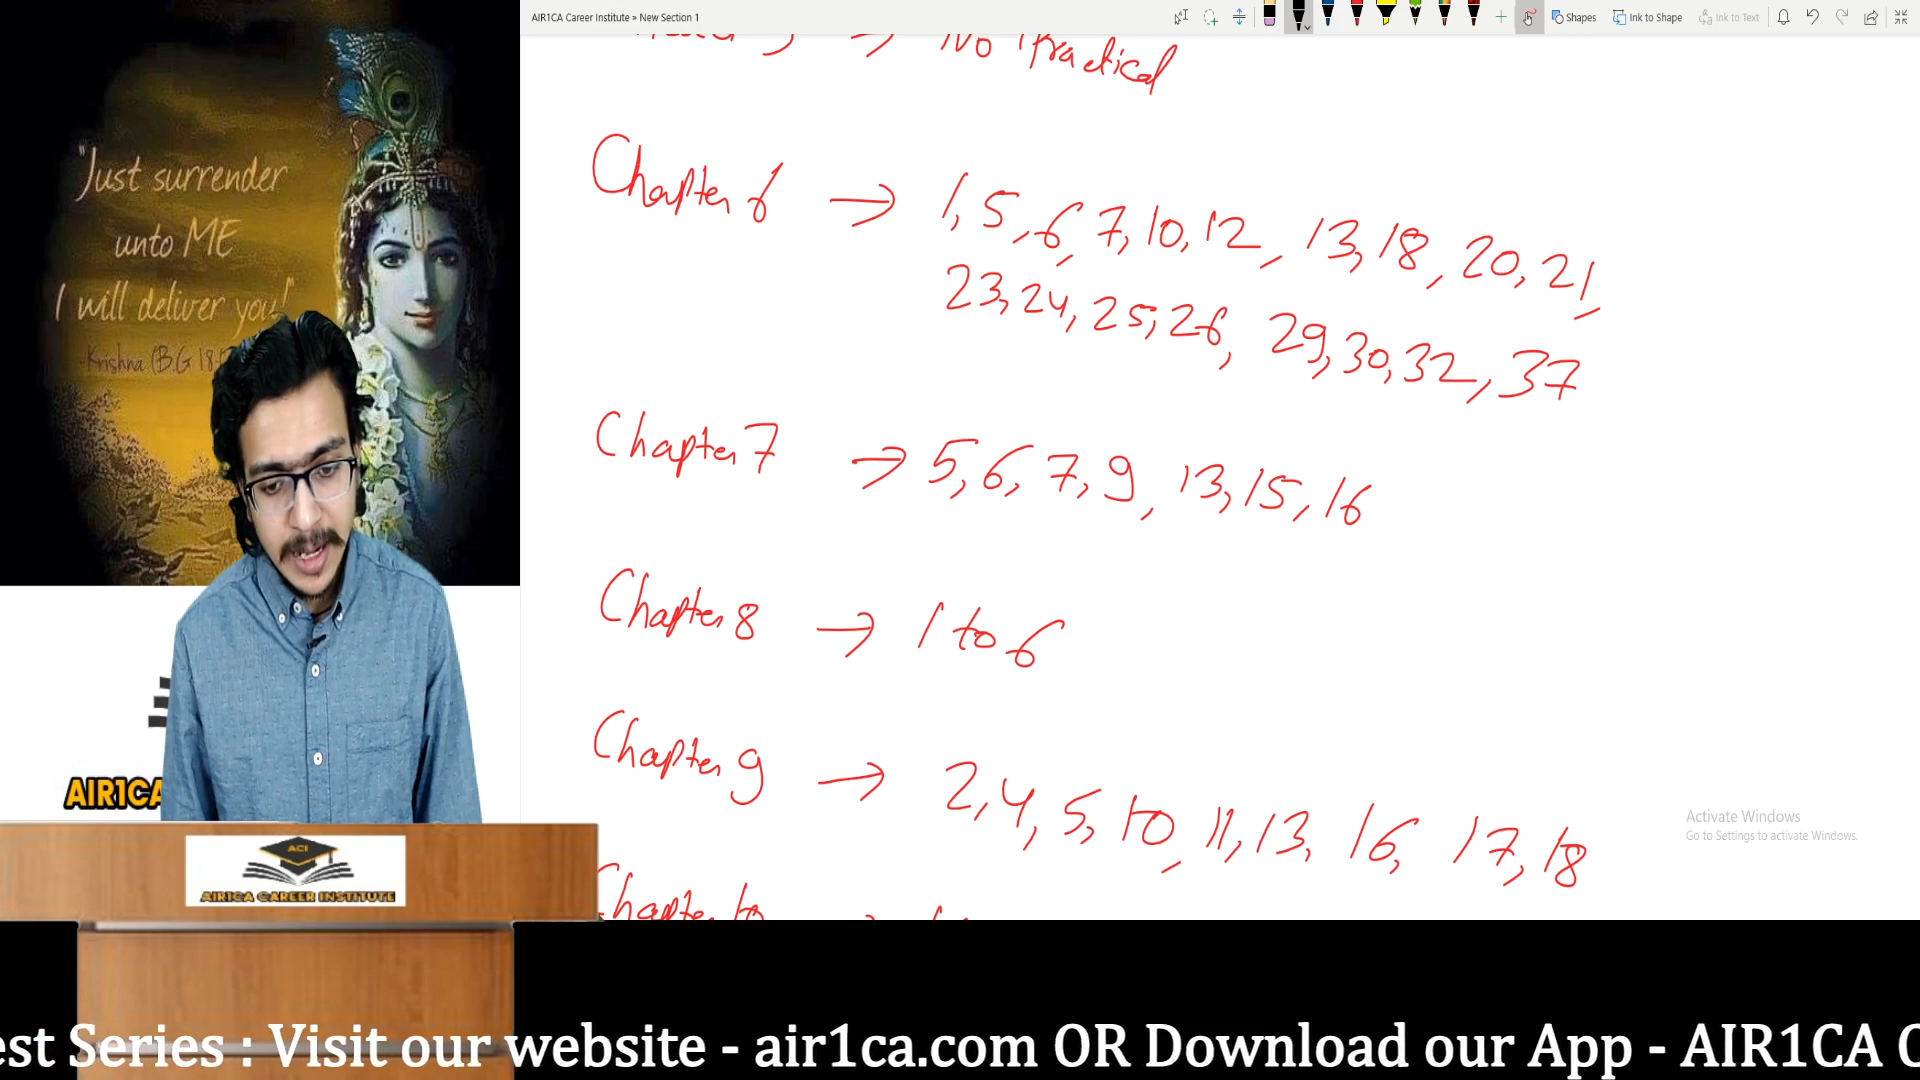 AIR1CA Career Institute » New Section 1
Shapes
Ink to Shape
Ink to Text
No Practical
"Just surrender
unto ME
I will deliver you!"
-Krishna (B.G 18.
Chapter 6 → 1, 5, 6, 7, 10, 12, 13, 18, 20, 21,
23, 24, 25, 26, 29, 30, 32, 37
Chapter 7 → 5, 6, 7, 9, 13, 15, 16
Chapter 8 → 1 to 6
Chapter 9 → 2, 4, 5, 10, 11, 13, 16, 17, 18
Chapter 10 →
AIR1CA
ACI
AIR1CA CAREER INSTITUTE
Activate Windows
Go to Settings to activate Windows.
est Series : Visit our website - air1ca.com OR Download our App - AIR1CA C